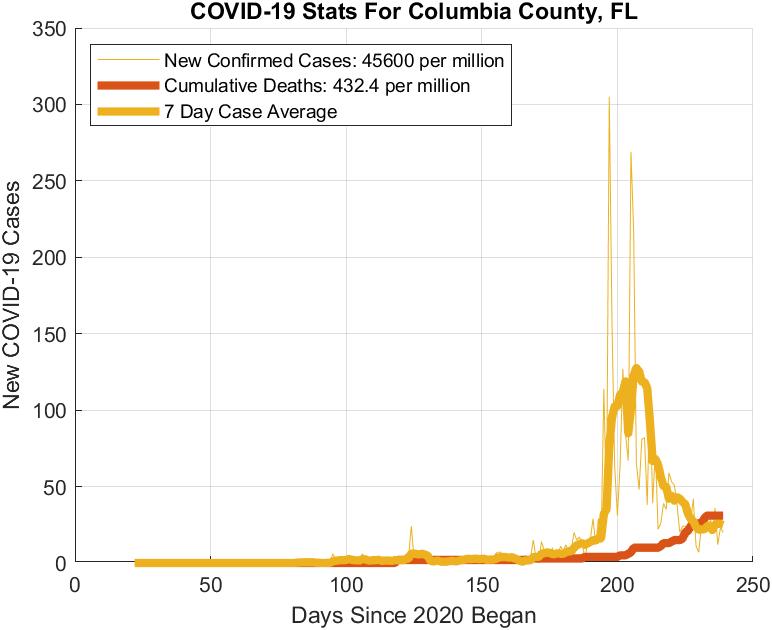 COVID-19 Stats For Columbia County, FL
350
300
250
200
150
100
50
0
New COVID-19 Cases
New Confirmed Cases: 45600 per million
Cumulative Deaths: 432.4 per million
7 Day Case Average
0
50
100
150
200
250
Days Since 2020 Began